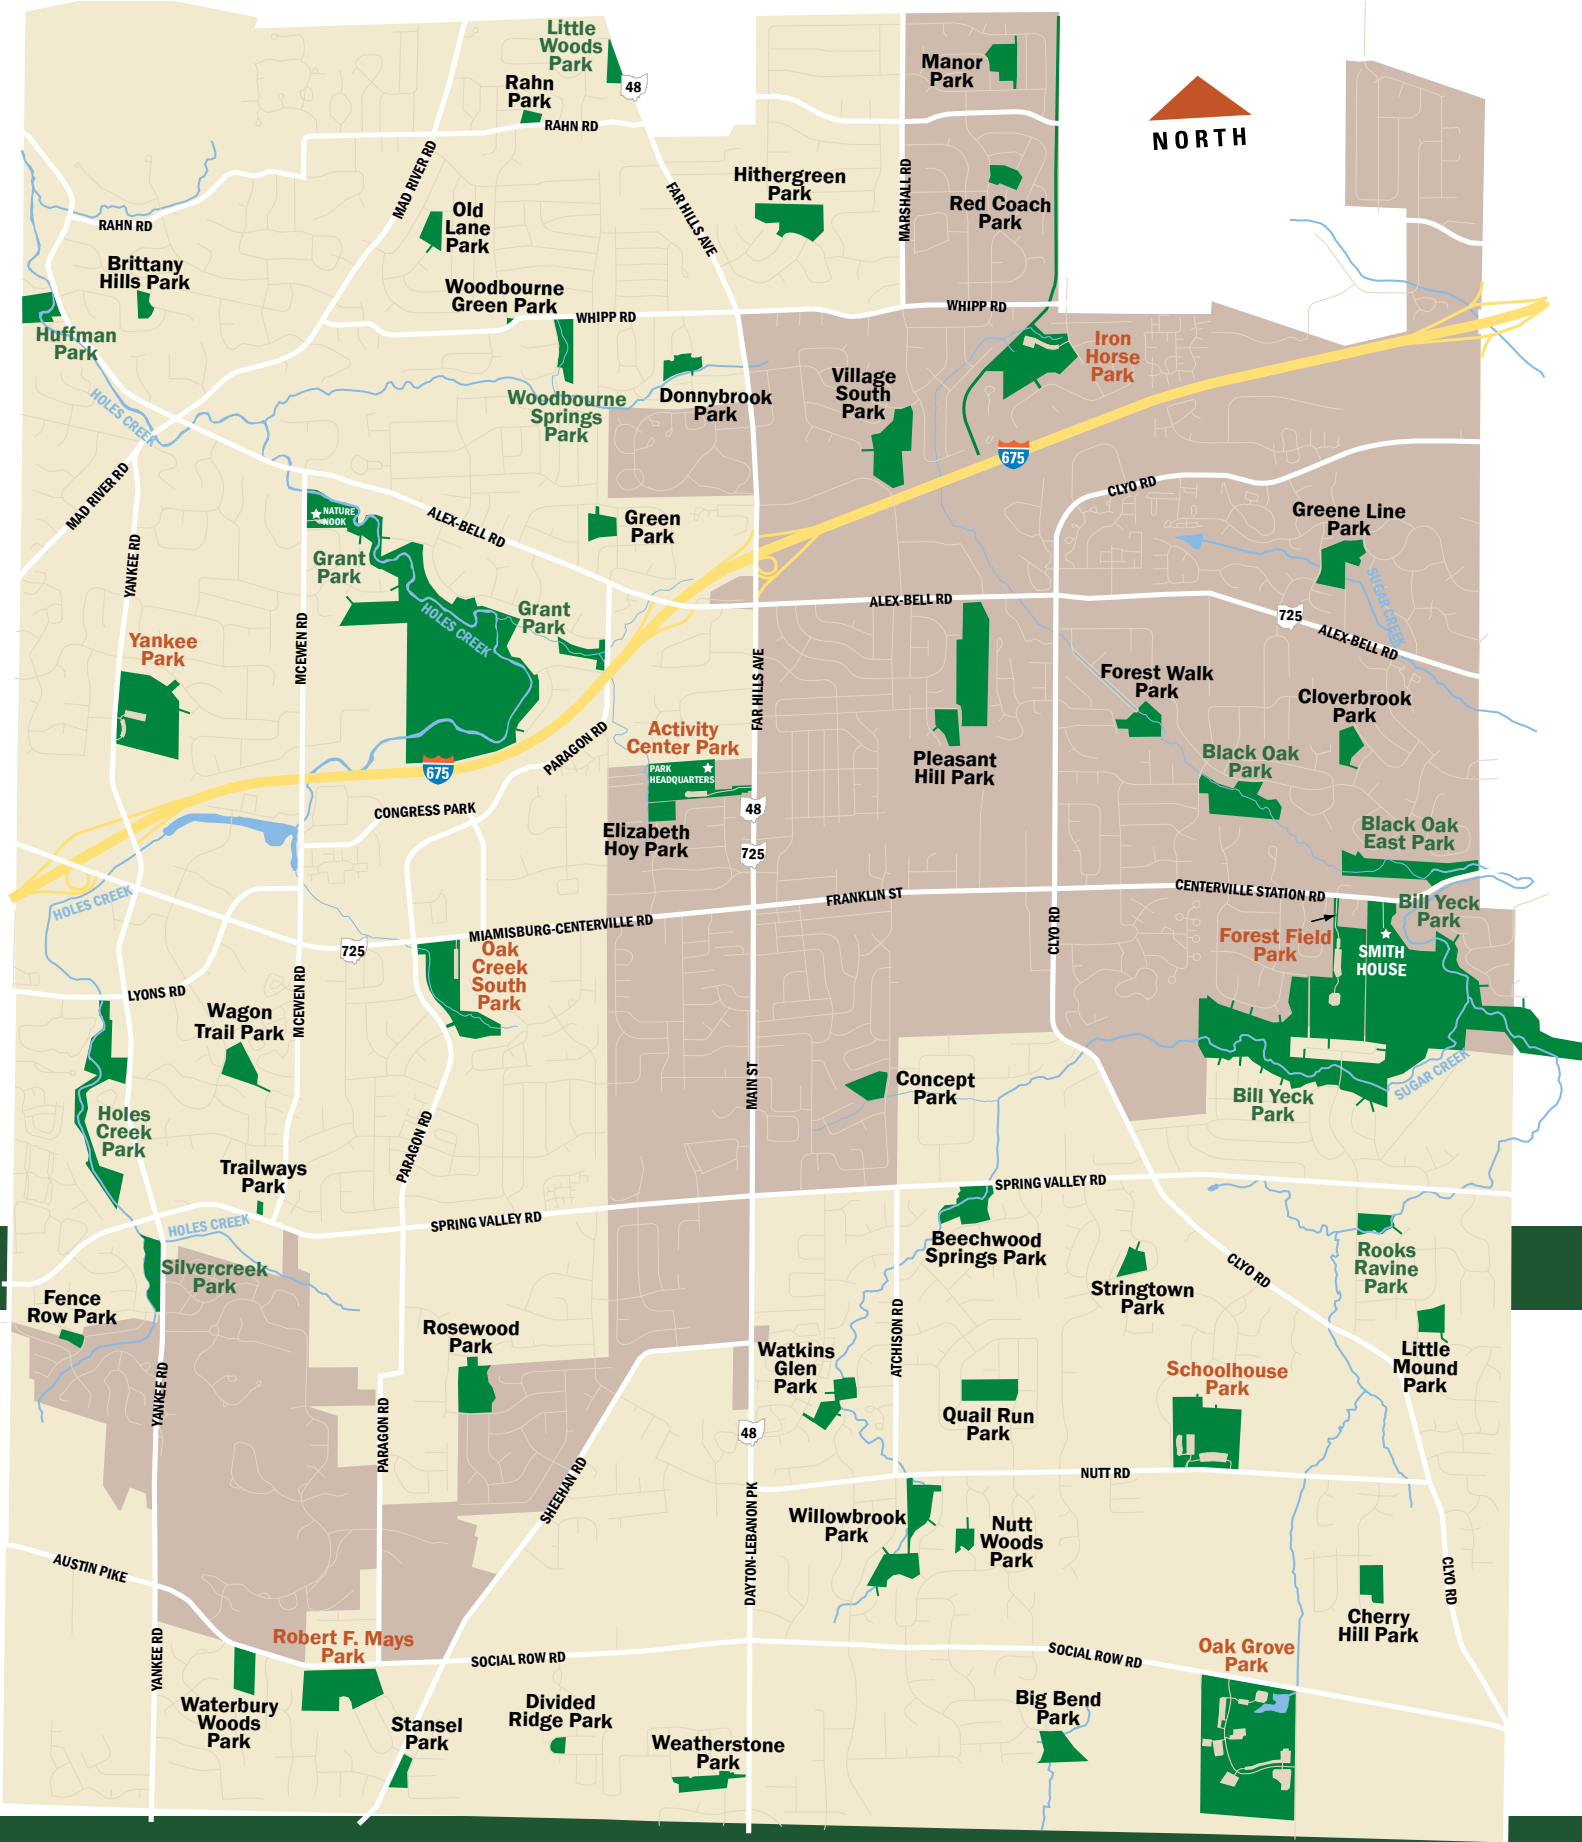 Little
Woods
Park
Rahn
Park
48
RAHN RD
Manor
Park
NORTH
MAD RIVER RD
FAR HILLS AVE
Hithergreen
Park
MARSHALL RD
Red Coach
Park
RAHN RD
Old
Lane
Park
Brittany
Hills Park
Woodbourne
Green Park
WHIPP RD
WHIPP RD
Huffman
Park
Iron
Horse
Park
HOLES CREEK
Woodbourne
Springs
Park
Donnybrook
Park
Village
South
Park
675
MAD RIVER RD
CLYO RD
NATURE
NOOK
ALEX-BELL RD
Green
Park
Greene Line
Park
YANKEE RD
Grant
Park
SUGAR CREEK
HOLES CREEK
Grant
Park
ALEX-BELL RD
725
ALEX-BELL RD
Yankee
Park
MCEWEN RD
FAR HILLS AVE
Forest Walk
Park
Cloverbrook
Park
Activity
Center Park
PARAGON RD
Pleasant
Hill Park
Black Oak
Park
675
PARK
HEADQUARTERS
CONGRESS PARK
48
Elizabeth
Hoy Park
725
Black Oak
East Park
HOLES CREEK
FRANKLIN ST
CENTERVILLE STATION RD
Bill Yeck
Park
MIAMISBURG-CENTERVILLE RD
CLYO RD
Forest Field
Park
SMITH
HOUSE
725
Oak
Creek
South
Park
LYONS RD
MCEWEN RD
Wagon
Trail Park
MAIN ST
Concept
Park
SUGAR CREEK
Bill Yeck
Park
Holes
Creek
Park
PARAGON RD
Trailways
Park
SPRING VALLEY RD
HOLES CREEK
SPRING VALLEY RD
Beechwood
Springs Park
Rooks
Ravine
Park
Silvercreek
Park
CLYO RD
Stringtown
Park
Fence
Row Park
Rosewood
Park
ATCHISON RD
Watkins
Glen
Park
Little
Mound
Park
YANKEE RD
Schoolhouse
Park
PARAGON RD
Quail Run
Park
48
SHEEHAN RD
NUTT RD
DAYTON-LEBANON PK
Willowbrook
Park
Nutt
Woods
Park
AUSTIN PIKE
CLYO RD
Cherry
Hill Park
YANKEE RD
Robert F. Mays
Park
SOCIAL ROW RD
SOCIAL ROW RD
Oak Grove
Park
Waterbury
Woods
Park
Stansel
Park
Divided
Ridge Park
Big Bend
Park
Weatherstone
Park